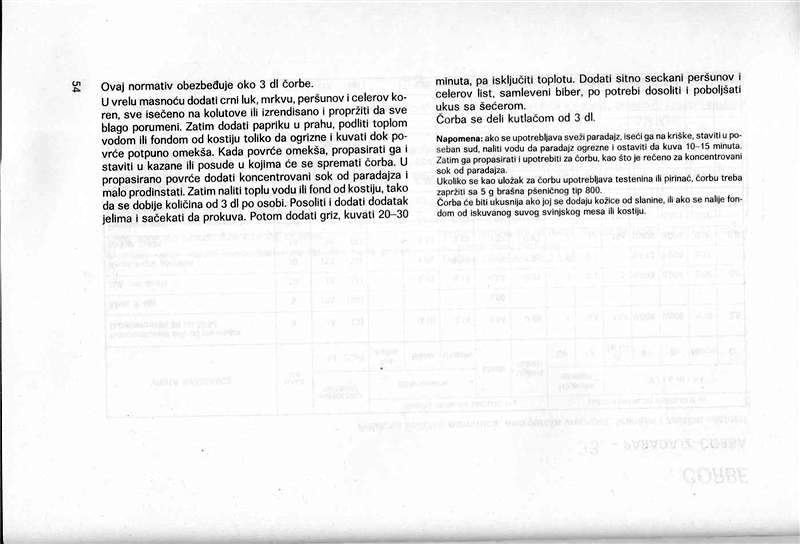 54
Ovaj normativ obezbeđuje oko 3 dl čorbe.
U vrelu masnoću dodati crni luk, mrkvu, peršunov i celerov ko-
ren, sve isečeno na kolutove ili izrendisano i propržiti da sve
blago porumeni. Zatim dodati papriku u prahu, podliti toplom
vodom ili fondom od kostiju toliko da ogrizne i kuvati dok po-
vrće potpuno omekša. Kada povrće omekša, propasirati ga i
staviti u kazane ili posude u kojima će se spremati čorba. U
propasirano povrće dodati koncentrovani sok od paradajza i
malo prodinstati. Zatim naliti toplu vodu ili fond od kostiju, tako
da se dobije količina od 3 dl po osobi. Posoliti i dodati dodatak
jelima i sačekati da prokuva. Potom dodati griz, kuvati 20–30
minuta, pa isključiti toplotu. Dodati sitno seckani peršunov i
celerov list, samleveni biber, po potrebi dosoliti i poboljšati
ukus sa šećerom.
Čorba se deli kutlačom od 3 dl.
Napomena: ako se upotrebljava sveži paradajz, iseći ga na kriške, staviti u po-
seban sud, naliti vodu da paradajz ogrezne i ostaviti da kuva 10–15 minuta.
Zatim ga propasirati i upotrebiti za čorbu, kao što je rečeno za koncentrovani
sok od paradajza.
Ukoliko se kao uložak za čorbu upotrebljava testenina ili pirinač, čorbu treba
zapržiti sa 5 g brašna pšeničnog tip 800.
Čorba će biti ukusnija ako joj se dodaju kožice od slanine, ili ako se nalije fon-
dom od iskuvanog suvog svinjskog mesa ili kostiju.